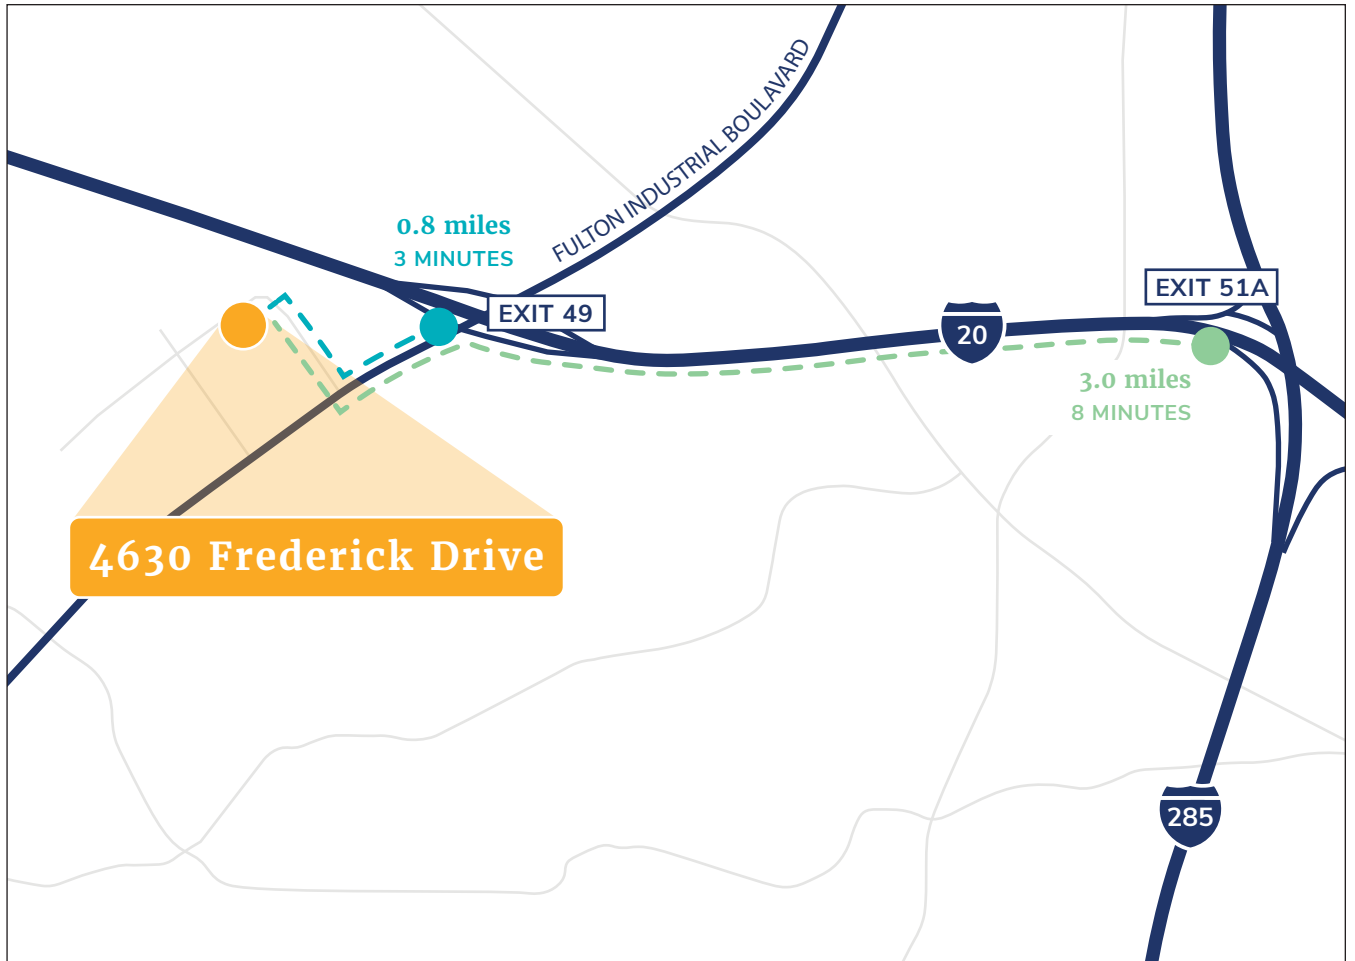 FULTON INDUSTRIAL BOULAVARD
0.8 miles
3 MINUTES
EXIT 49
EXIT 51A
20
3.0 miles
8 MINUTES
4630 Frederick Drive
285